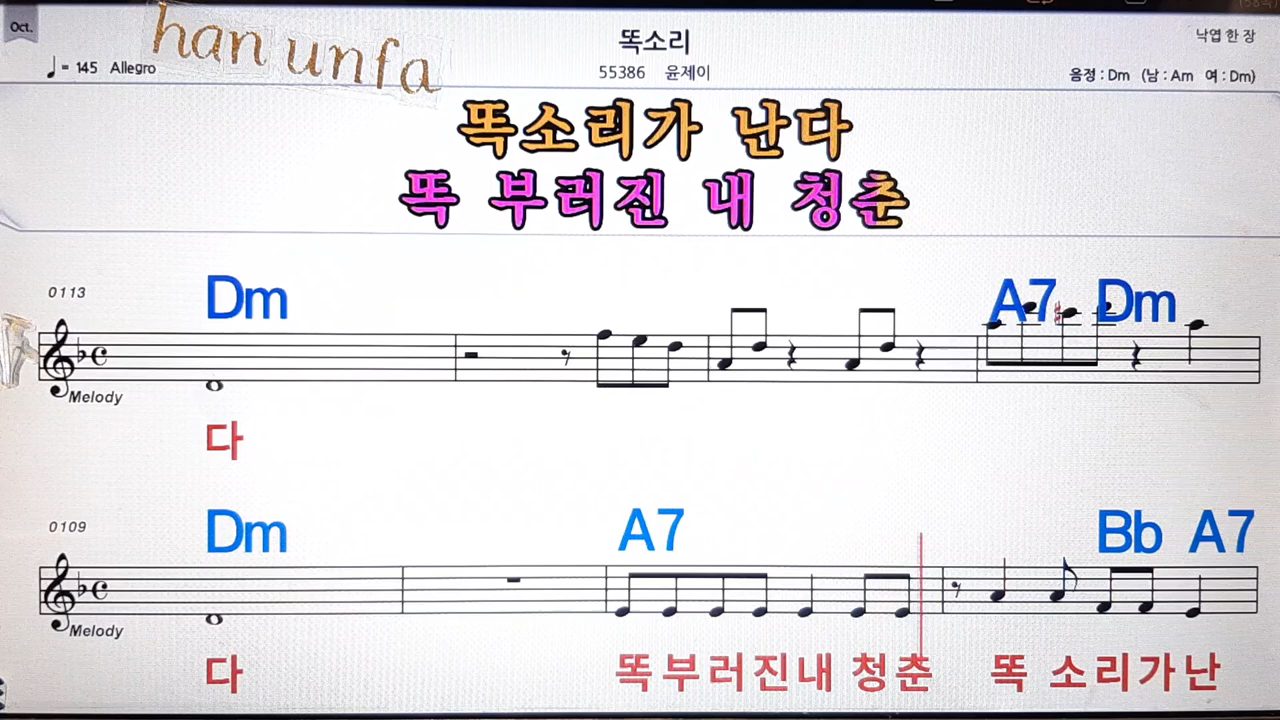 Oct.
han unfa
똑소리
낙엽 한 장
♩= 145 Allegro
55386 윤제이
음정 : Dm (남 : Am 여 : Dm)
똑소리가 난다
똑 부러진 내 청춘
0113
Dm A7 Dm
Melody
다
0109
Dm A7 Bb A7
Melody
다 똑부러진내 청춘 똑 소리가난